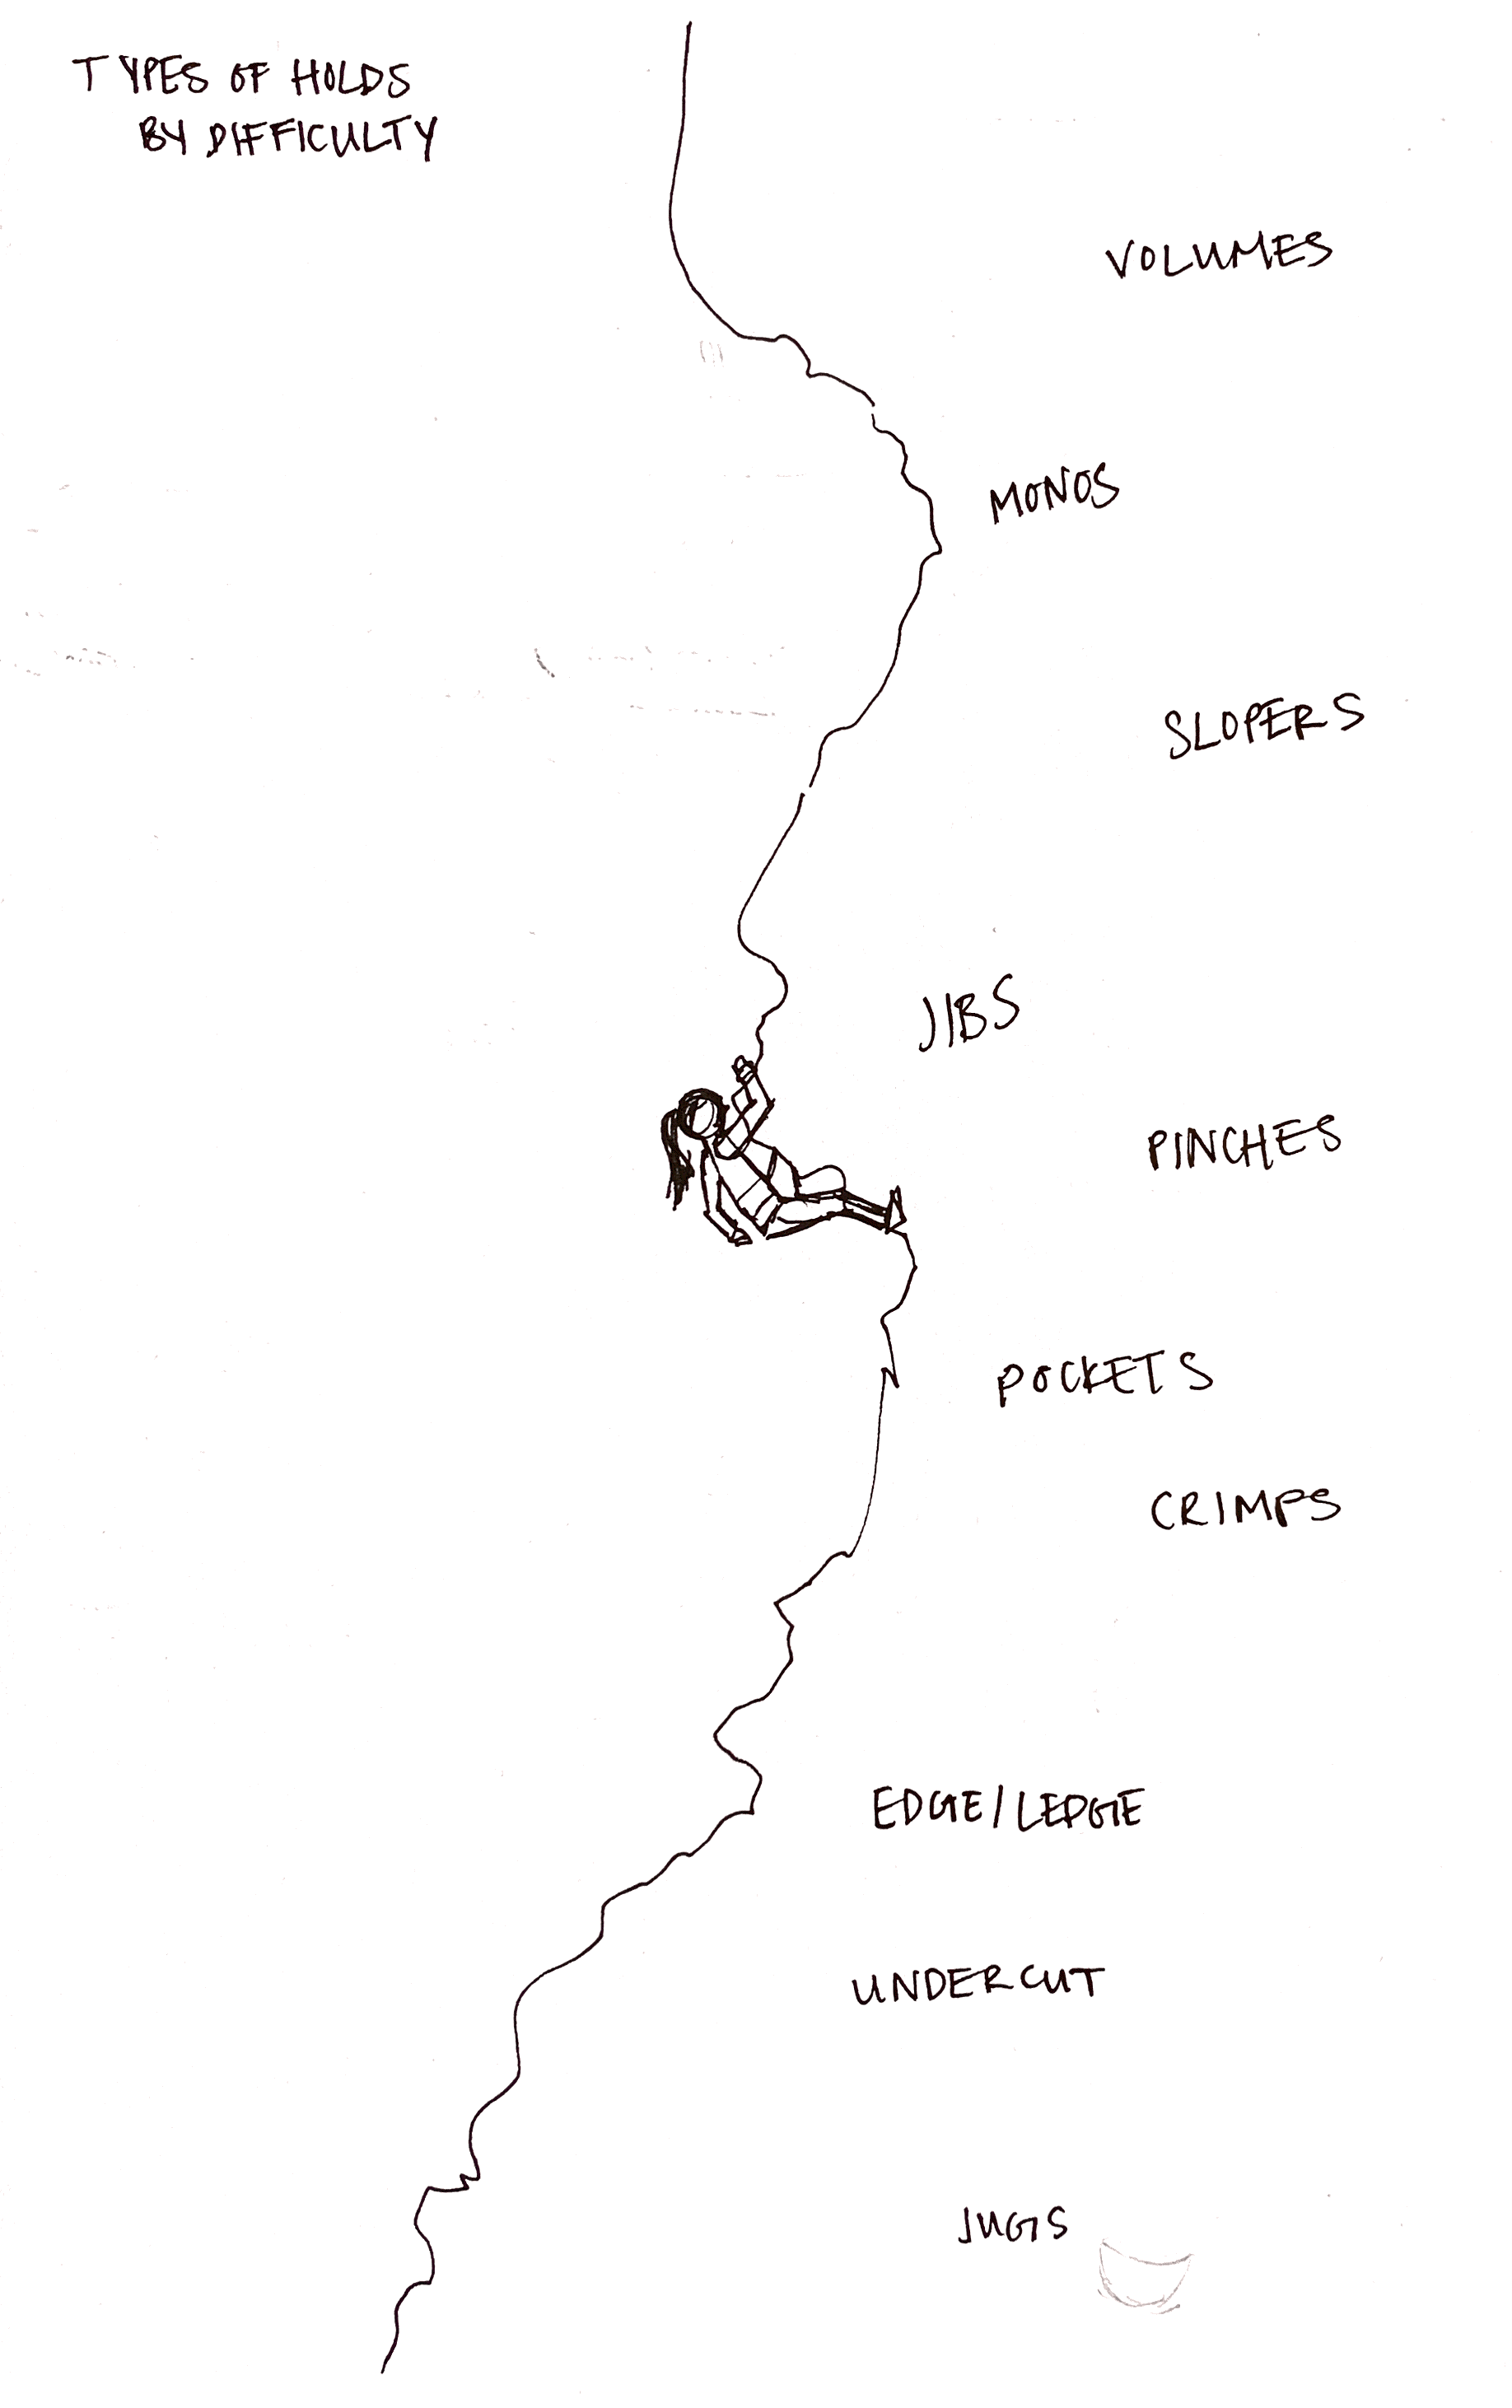 TYPES OF HOLDS
BY DIFFICULTY
VOLUMES
MONOS
SLOPERS
JIBS
PINCHES
POCKETS
CRIMPS
EDGE/LEDGE
UNDERCUT
JUGS